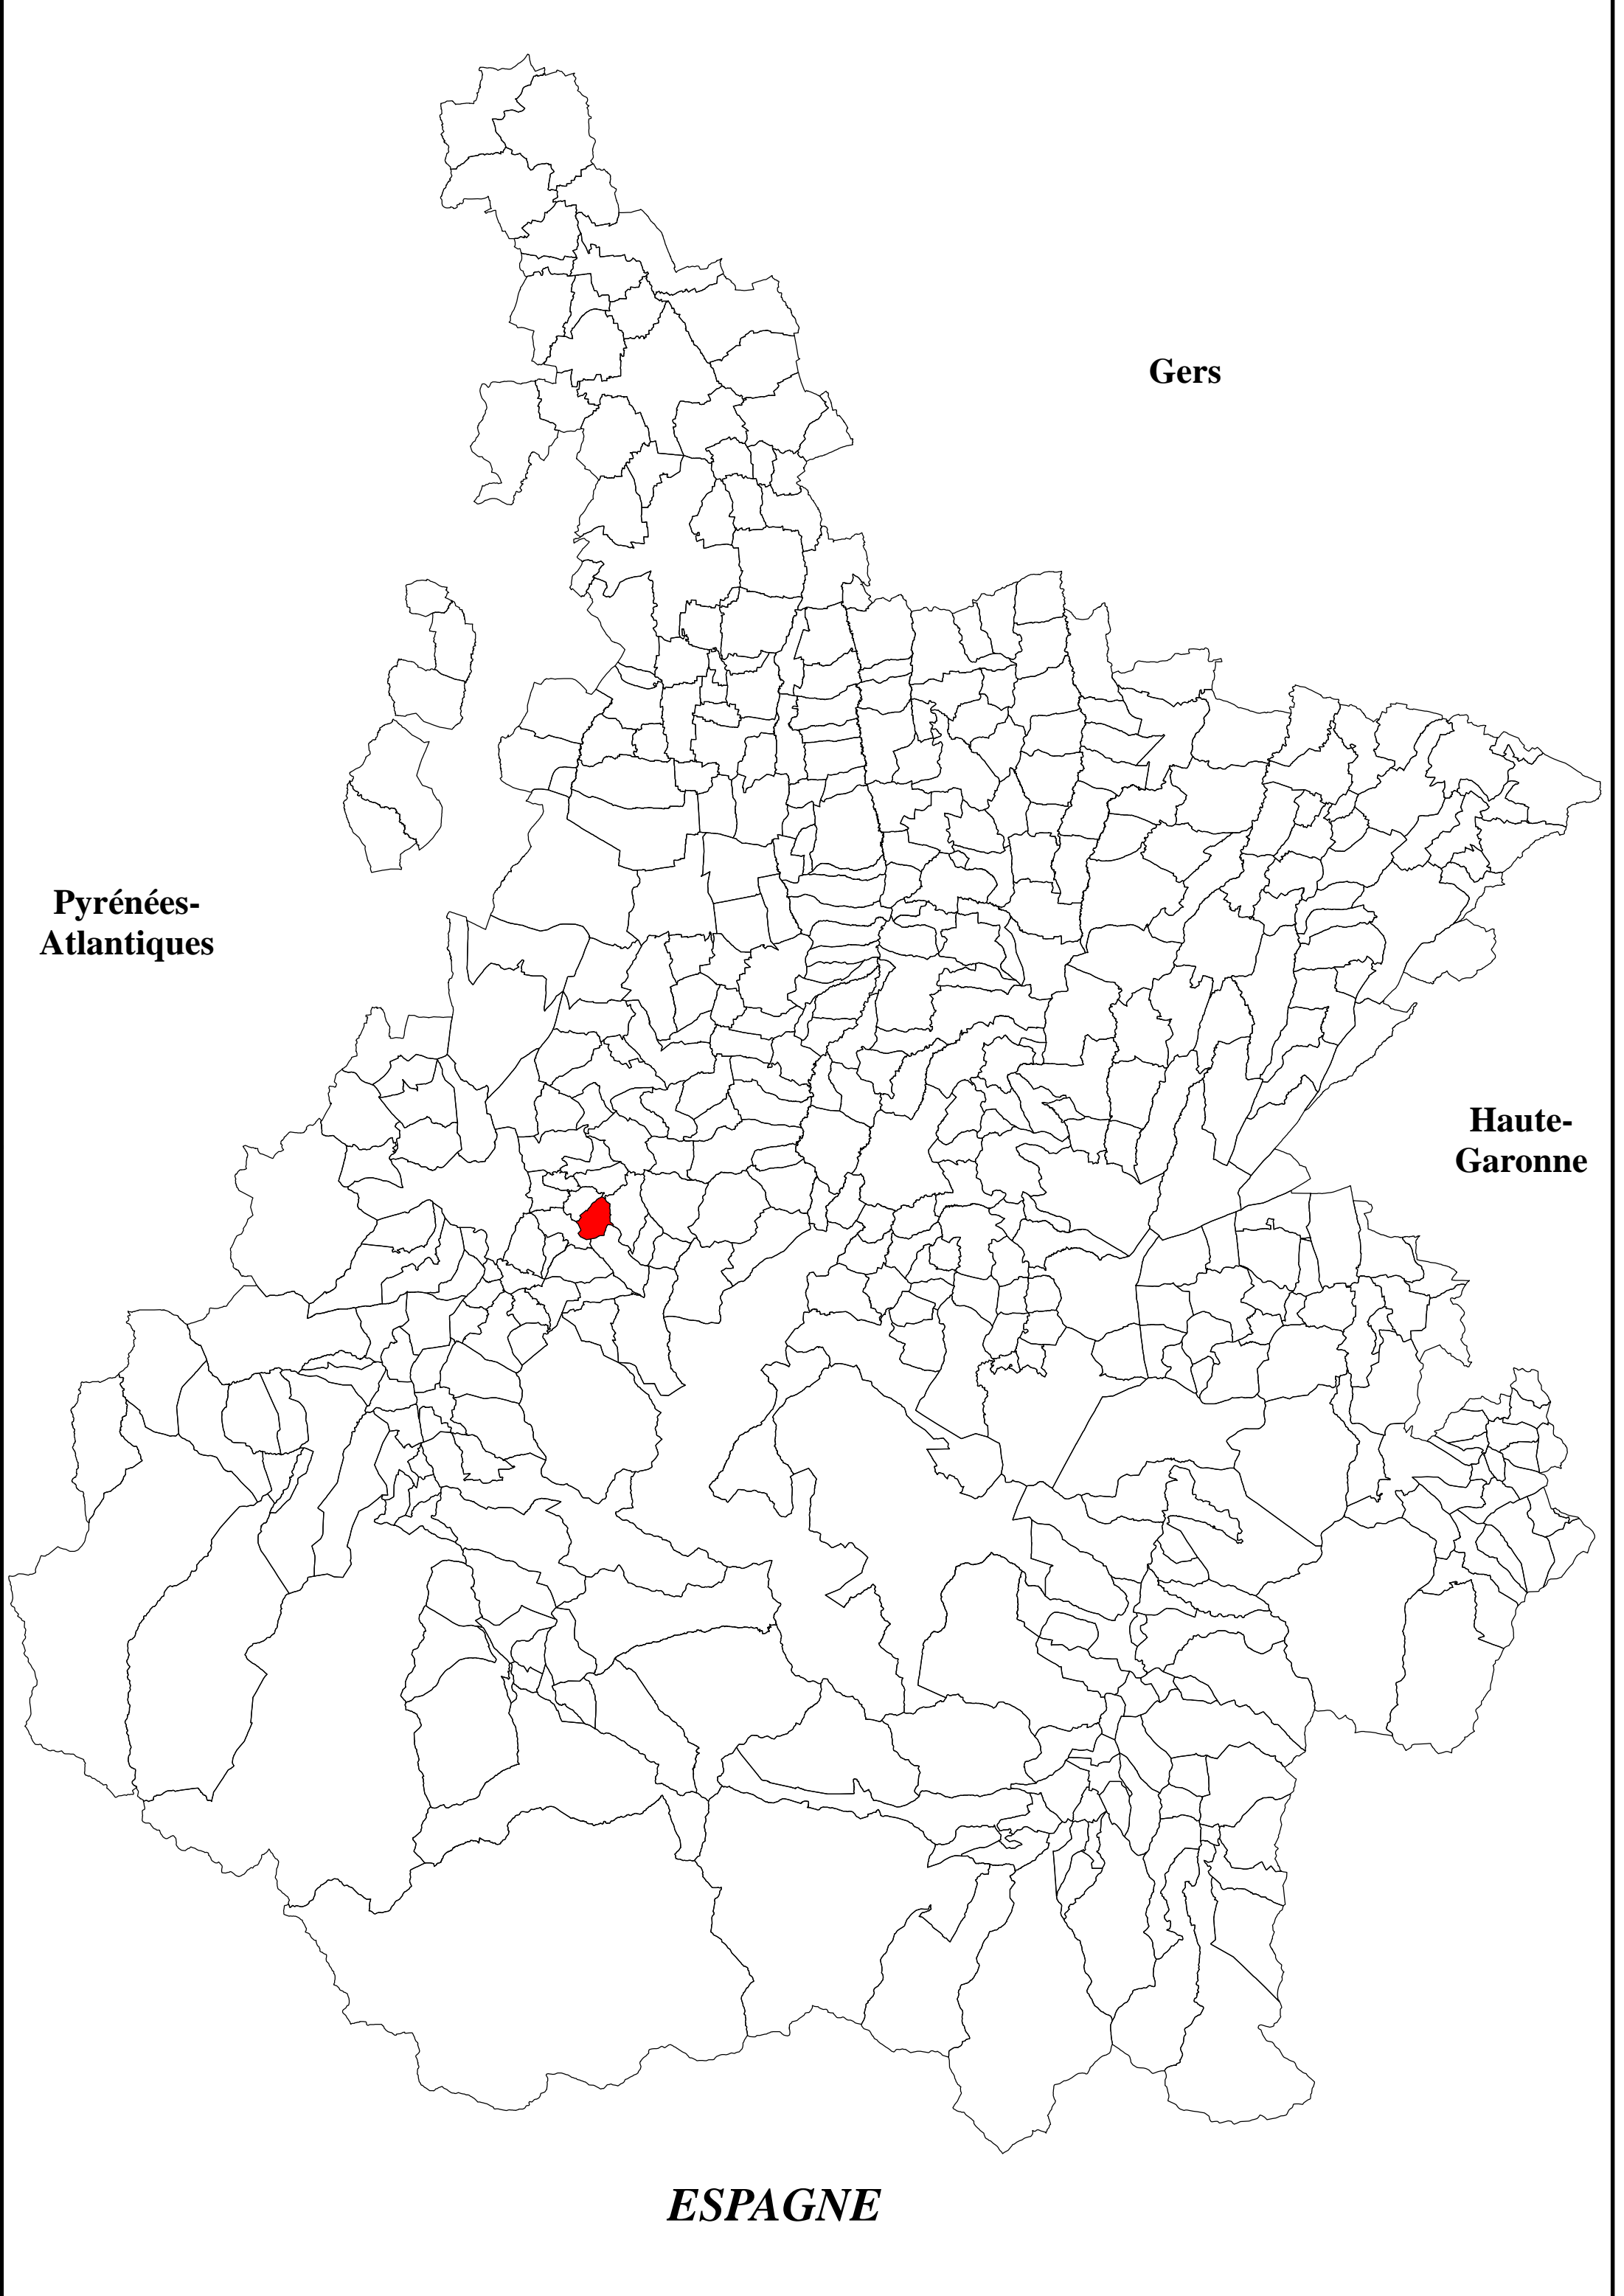 Gers
Pyrénées-
Atlantiques
Haute-
Garonne
ESPAGNE